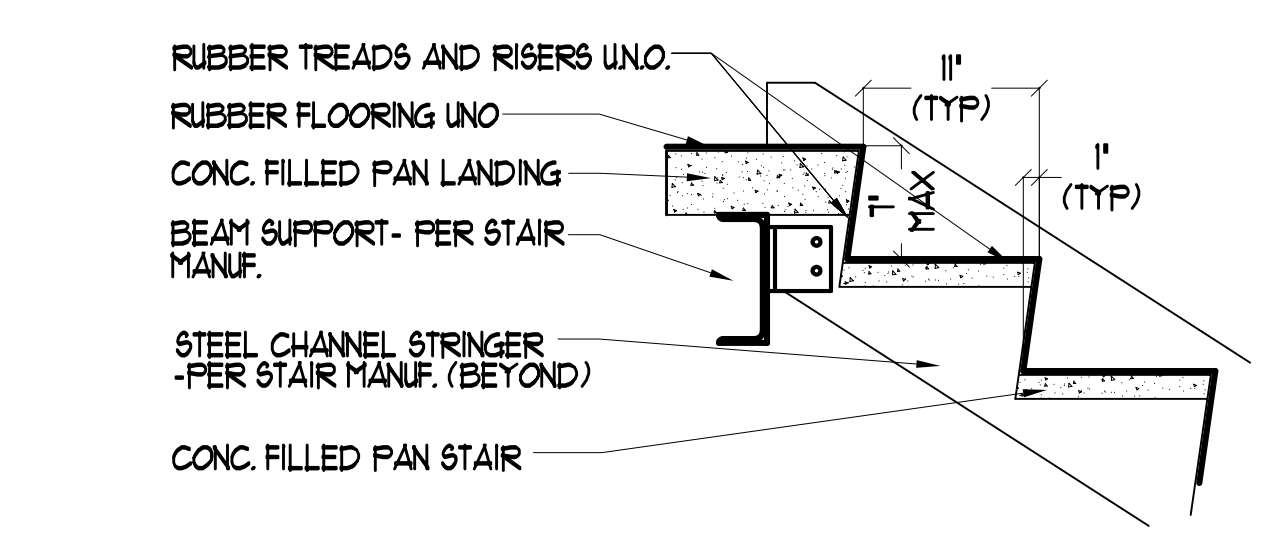 RUBBER TREADS AND RISERS U.N.O.
RUBBER FLOORING UNO
CONC. FILLED PAN LANDING
BEAM SUPPORT- PER STAIR
MANUF.
STEEL CHANNEL STRINGER
-PER STAIR MANUF. (BEYOND)
CONC. FILLED PAN STAIR
11"
(TYP)
1"
(TYP)
7"
MAX